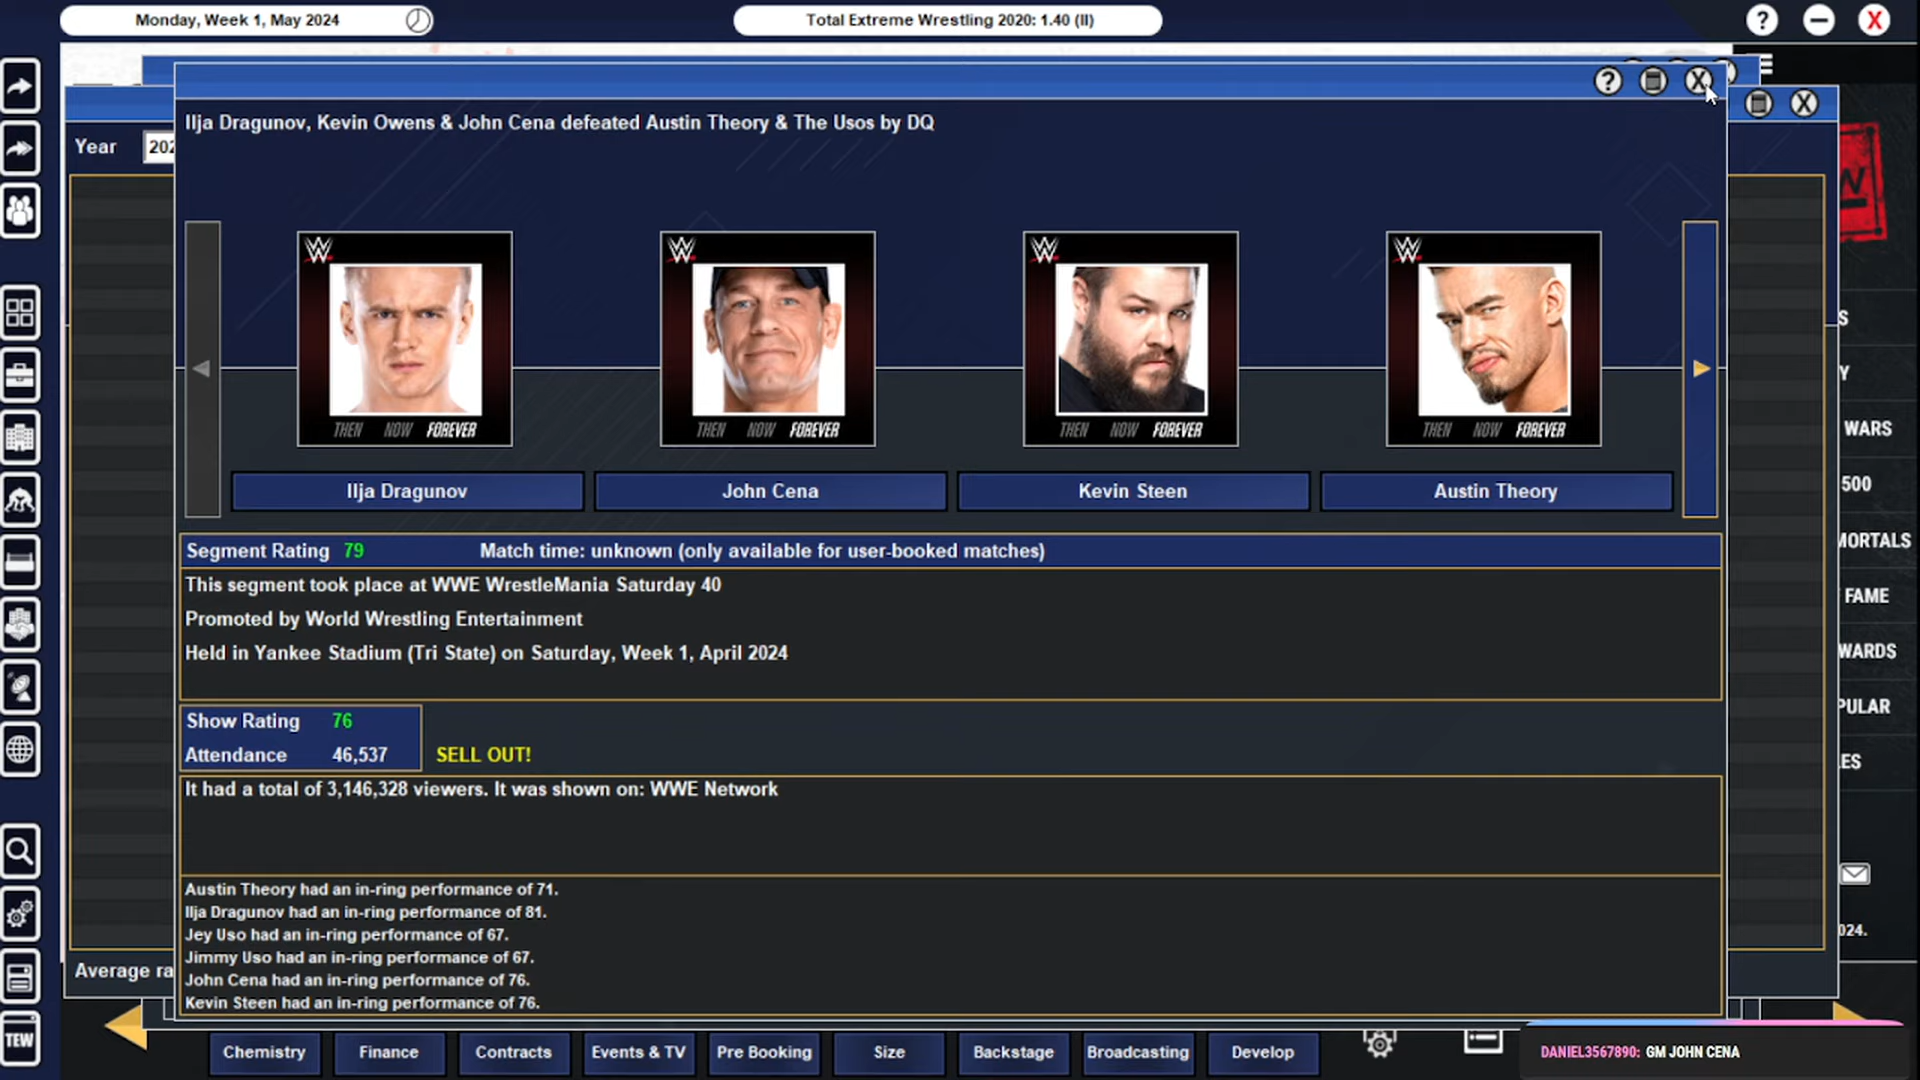 Monday, Week 1, May 2024
Total Extreme Wrestling 2020: 1.40 (II)
?
X
? X
X
Ilja Dragunov, Kevin Owens & John Cena defeated Austin Theory & The Usos by DQ
Year
202
W
W
W
W
THEN NOW FOREVER
THEN NOW FOREVER
THEN NOW FOREVER
THEN NOW FOREVER
Ilja Dragunov
John Cena
Kevin Steen
Austin Theory
Segment Rating 79
Match time: unknown (only available for user-booked matches)
This segment took place at WWE WrestleMania Saturday 40
Promoted by World Wrestling Entertainment
Held in Yankee Stadium (Tri State) on Saturday, Week 1, April 2024
Show Rating 76
Attendance 46,537
SELL OUT!
It had a total of 3,146,328 viewers. It was shown on: WWE Network
Austin Theory had an in-ring performance of 71.
Ilja Dragunov had an in-ring performance of 81.
Jey Uso had an in-ring performance of 67.
Jimmy Uso had an in-ring performance of 67.
John Cena had an in-ring performance of 76.
Kevin Steen had an in-ring performance of 76.
S
Y
WARS
500
MORTALS
FAME
WARDS
PULAR
ES
024.
Average ra
TEW
Chemistry
Finance
Contracts
Events & TV
Pre Booking
Size
Backstage
Broadcasting
Develop
DANIEL3567890: GM JOHN CENA